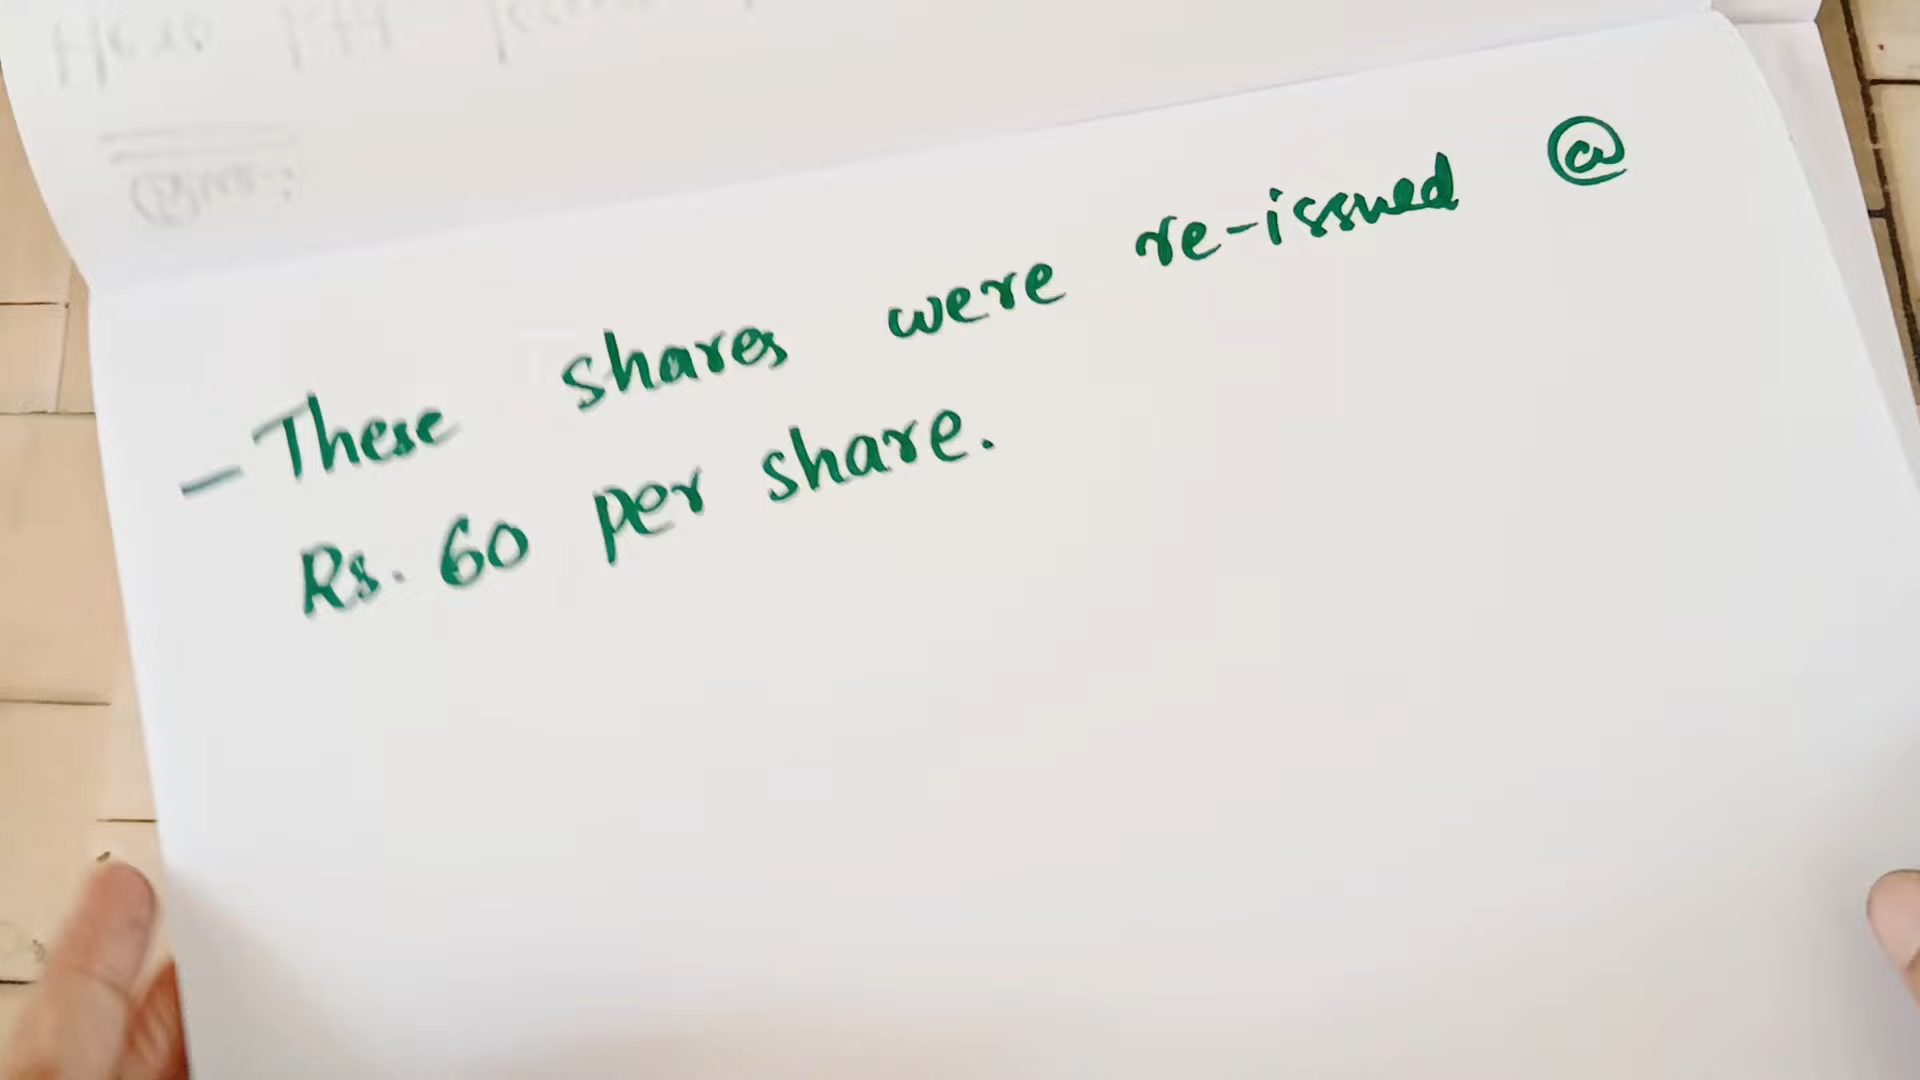 - These shares were re-issued @
Rs. 60 per share.